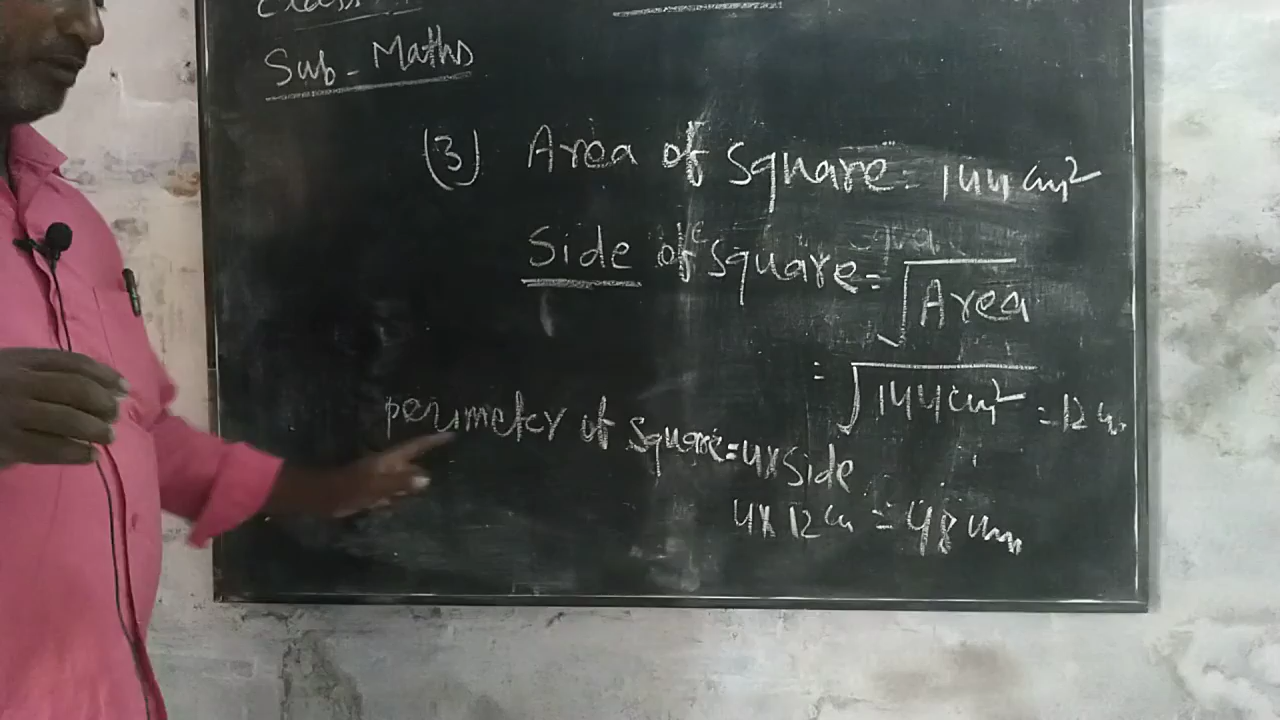 Class
Sub - Maths
(3) Area of square = 144 cm²
Side of square = √Area
= √144cm² = 12 cm
perimeter of square = 4×side
4×12 cm = 48 cm